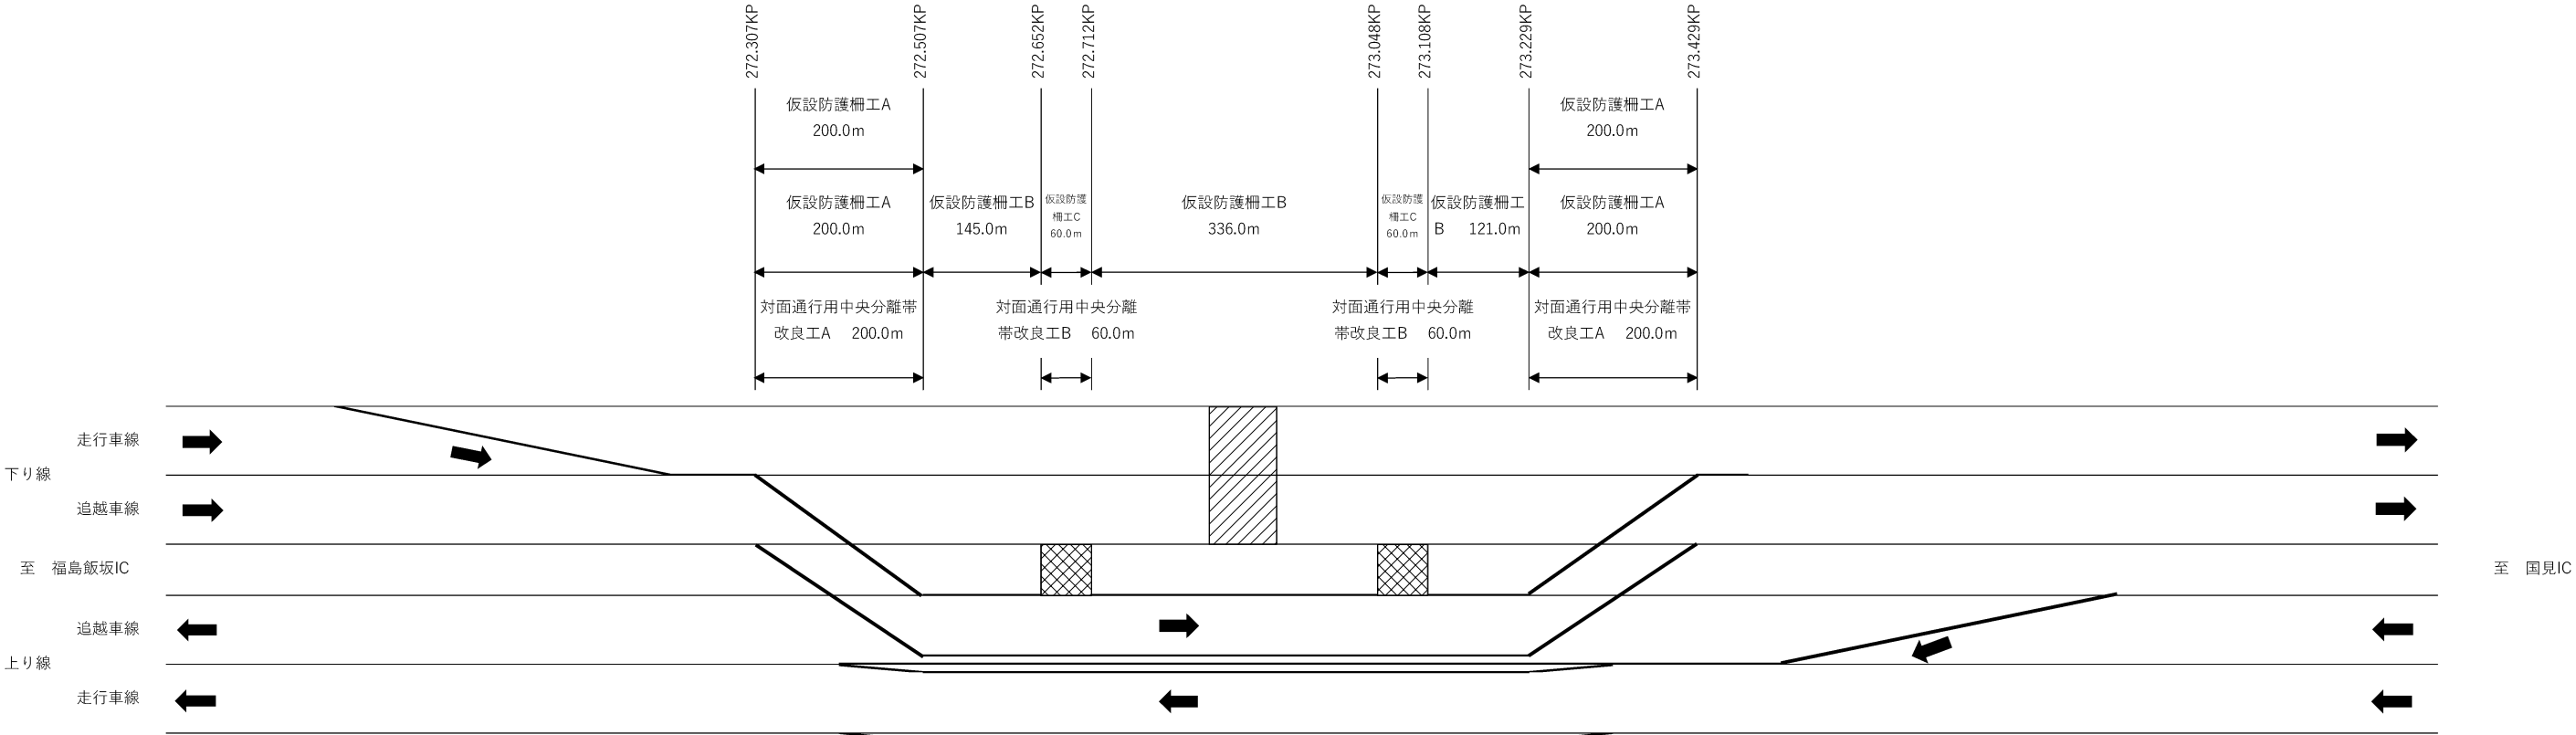 272.307KP
272.507KP
272.652KP
272.712KP
273.048KP
273.108KP
273.229KP
273.429KP
仮設防護柵工A
200.0m
仮設防護柵工A
200.0m
仮設防護柵工A
200.0m
仮設防護柵工B
145.0m
仮設防護
柵工C
60.0m
仮設防護柵工B
336.0m
仮設防護
柵工C
60.0m
仮設防護柵工
B 121.0m
仮設防護柵工A
200.0m
対面通行用中央分離帯
改良工A 200.0m
対面通行用中央分離
帯改良工B 60.0m
対面通行用中央分離
帯改良工B 60.0m
対面通行用中央分離帯
改良工A 200.0m
走行車線
下り線
追越車線
至 福島飯坂IC
至 国見IC
追越車線
上り線
走行車線